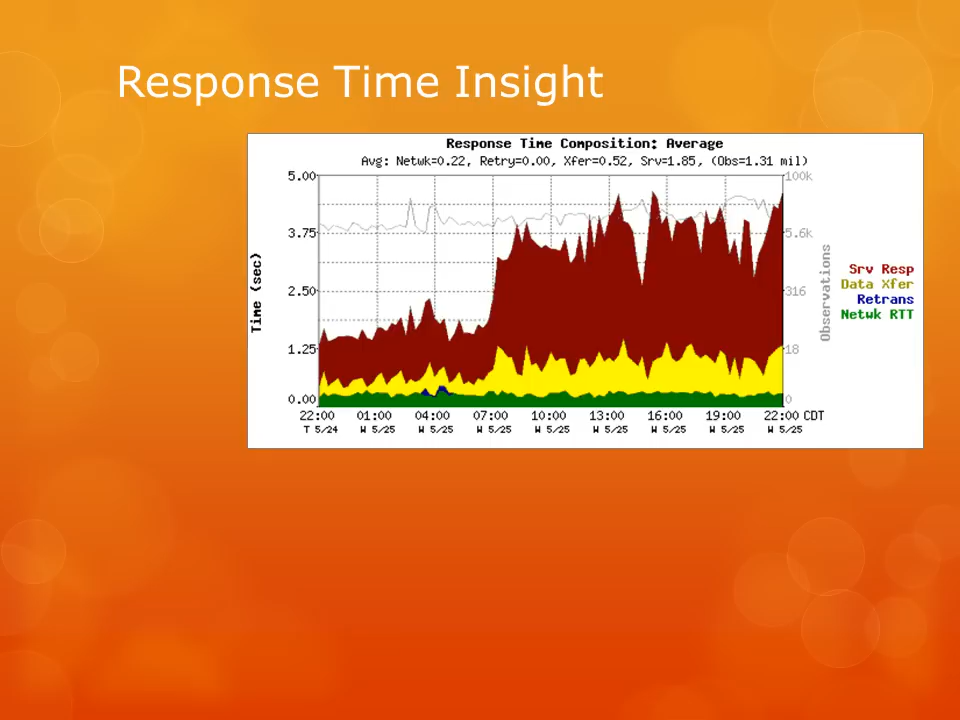 Response Time Insight
Response Time Composition: Average
Avg: Netwk=0.22, Retry=0.00, Xfer=0.52, Srv=1.85, (Obs=1.31 mil)
5.00
3.75
2.50
1.25
0.00
Time (sec)
100k
5.6k
316
18
0
Observations
Srv Resp
Data Xfer
Retrans
Netwk RTT
22:00 01:00 04:00 07:00 10:00 13:00 16:00 19:00 22:00 CDT
T 5/24 W 5/25 W 5/25 W 5/25 W 5/25 W 5/25 W 5/25 W 5/25 W 5/25